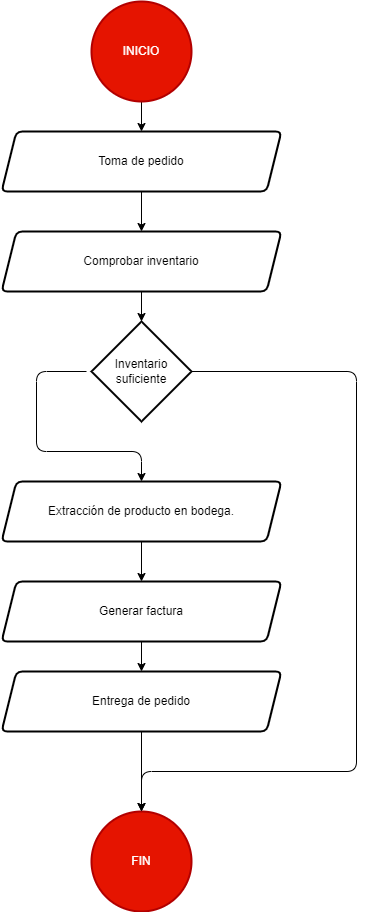 INICIO
Toma de pedido
Comprobar inventario
Inventario
suficiente
Extracción de producto en bodega.
Generar factura
Entrega de pedido
FIN